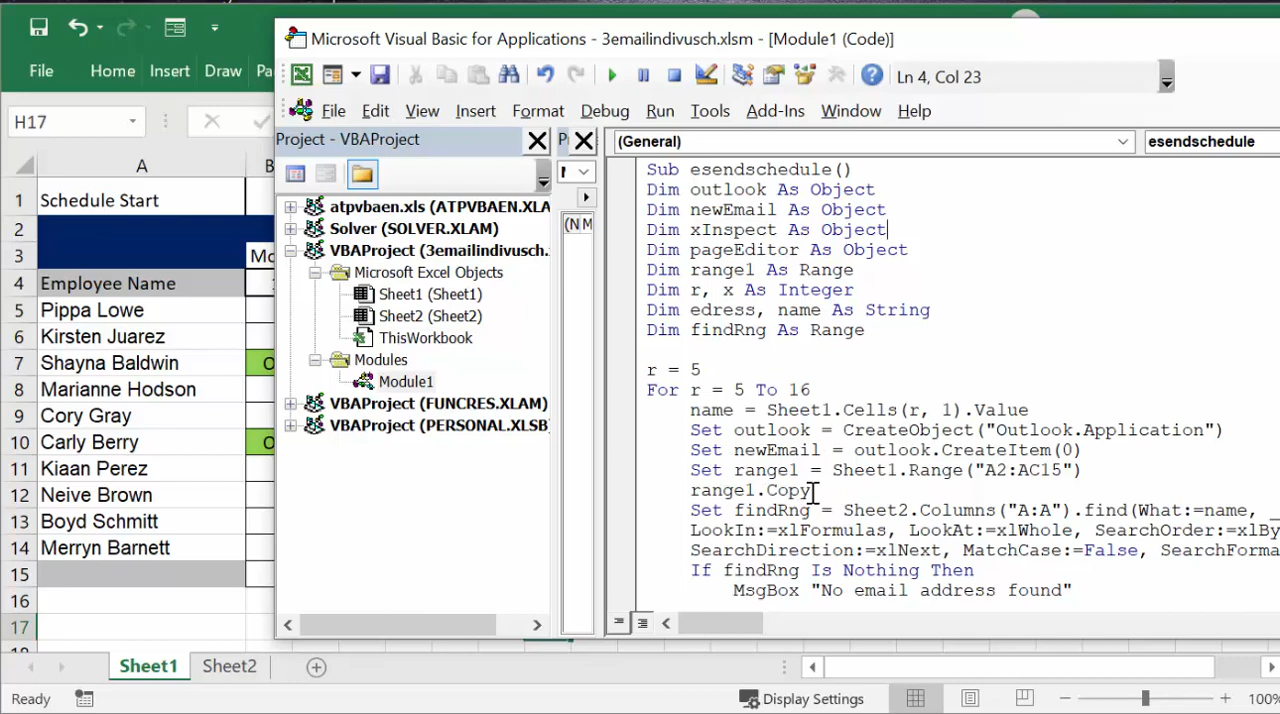 Microsoft Visual Basic for Applications - 3emailindivusch.xlsm - [Module1 (Code)]
File Home Insert Draw Pa
Ln 4, Col 23
File Edit View Insert Format Debug Run Tools Add-Ins Window Help
H17
Project - VBAProject
P
(General)
esendschedule
A
B
1 Schedule Start
2
3 Mo
4 Employee Name
5 Pippa Lowe
6 Kirsten Juarez
7 Shayna Baldwin
8 Marianne Hodson
9 Cory Gray
10 Carly Berry
11 Kiaan Perez
12 Neive Brown
13 Boyd Schmitt
14 Merryn Barnett
15
16
17
atpvbaen.xls (ATPVBAEN.XLA
Solver (SOLVER.XLAM)
VBAProject (3emailindivusch.
Microsoft Excel Objects
Sheet1 (Sheet1)
Sheet2 (Sheet2)
ThisWorkbook
Modules
Module1
VBAProject (FUNCRES.XLAM)
VBAProject (PERSONAL.XLSB
(N M
Sub esendschedule()
Dim outlook As Object
Dim newEmail As Object
Dim xInspect As Object
Dim pageEditor As Object
Dim range1 As Range
Dim r, x As Integer
Dim edress, name As String
Dim findRng As Range
r = 5
For r = 5 To 16
name = Sheet1.Cells(r, 1).Value
Set outlook = CreateObject("Outlook.Application")
Set newEmail = outlook.CreateItem(0)
Set range1 = Sheet1.Range("A2:AC15")
range1.Copy
Set findRng = Sheet2.Columns("A:A").find(What:=name, _
LookIn:=xlFormulas, LookAt:=xlWhole, SearchOrder:=xlBy
SearchDirection:=xlNext, MatchCase:=False, SearchForma
If findRng Is Nothing Then
MsgBox "No email address found"
Sheet1 Sheet2
Ready
Display Settings
100%